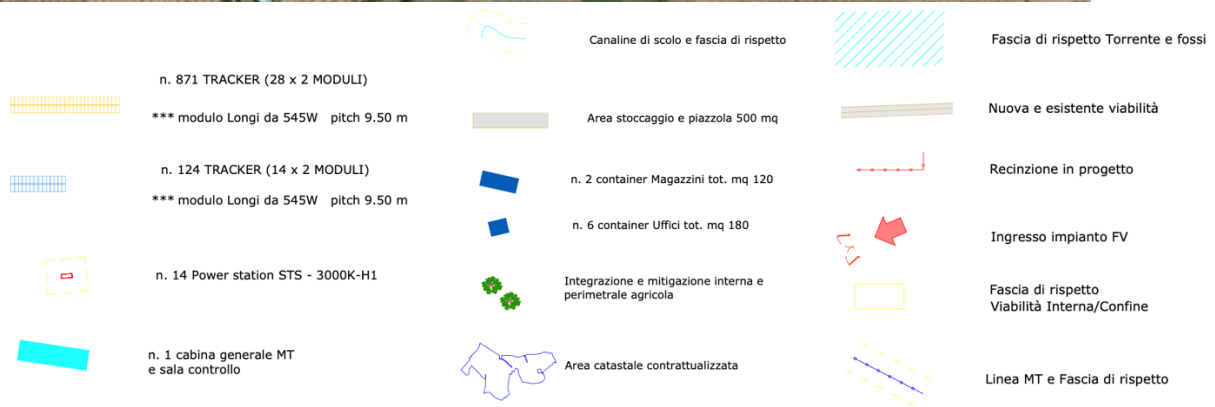 n. 871 TRACKER (28 x 2 MODULI)
*** modulo Longi da 545W pitch 9.50 m
n. 124 TRACKER (14 x 2 MODULI)
*** modulo Longi da 545W pitch 9.50 m
n. 14 Power station STS - 3000K-H1
n. 1 cabina generale MT
e sala controllo
Canaline di scolo e fascia di rispetto
Area stoccaggio e piazzola 500 mq
n. 2 container Magazzini tot. mq 120
n. 6 container Uffici tot. mq 180
Integrazione e mitigazione interna e
perimetrale agricola
Area catastale contrattualizzata
Fascia di rispetto Torrente e fossi
Nuova e esistente viabilità
Recinzione in progetto
Ingresso impianto FV
Fascia di rispetto
Viabilità Interna/Confine
Linea MT e Fascia di rispetto